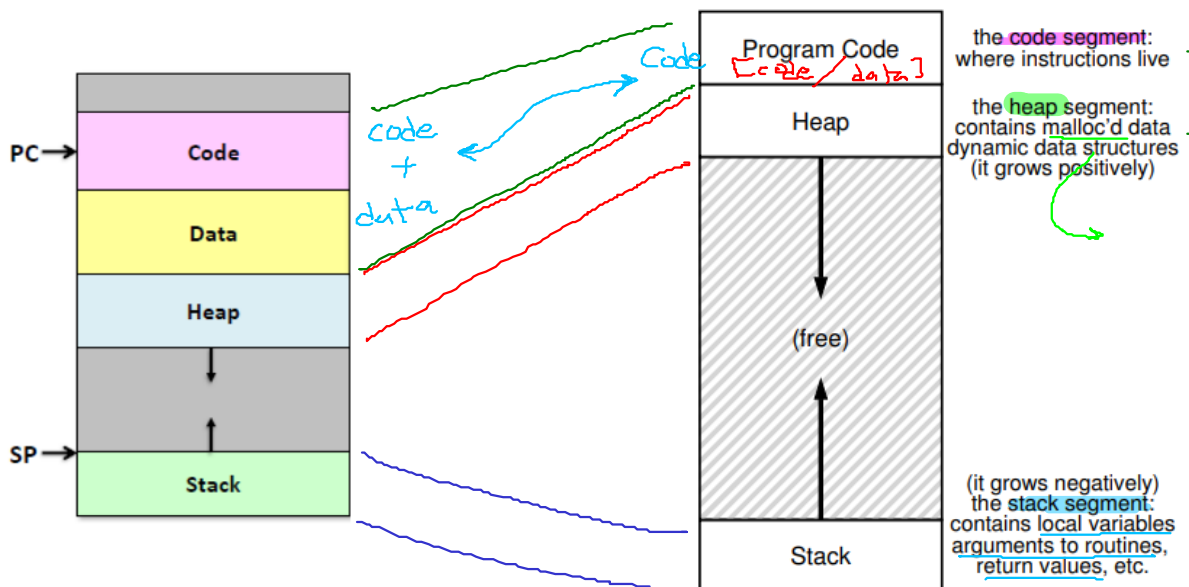 PC
Code
Data
Heap
SP
Stack
code
+
data
Code
Program Code
[code / data]
Heap
(free)
Stack
the code segment:
where instructions live
the heap segment:
contains malloc'd data
dynamic data structures
(it grows positively)
(it grows negatively)
the stack segment:
contains local variables
arguments to routines,
return values, etc.